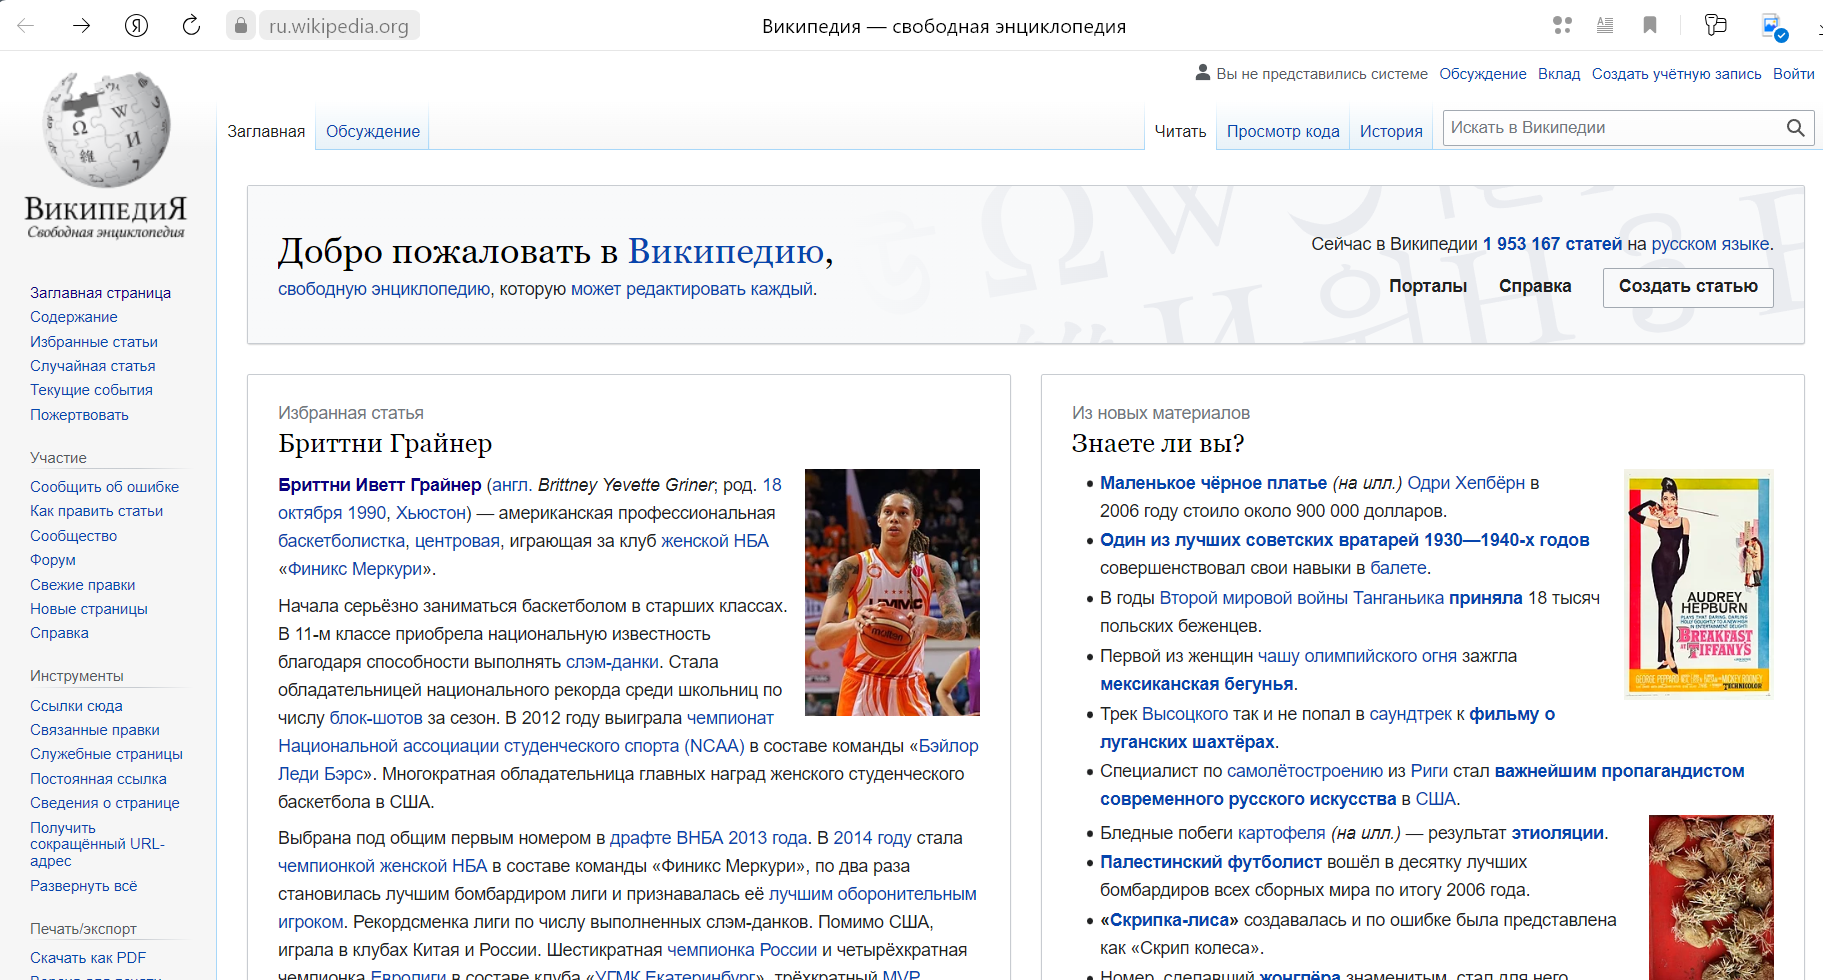 ru.wikipedia.org
Википедия — свободная энциклопедия
Вы не представились системе Обсуждение Вклад Создать учётную запись Войти
ВикипедиЯ
Свободная энциклопедия
Заглавная Обсуждение Читать Просмотр кода История Искать в Википедии
Заглавная страница
Содержание
Избранные статьи
Случайная статья
Текущие события
Пожертвовать
Участие
Сообщить об ошибке
Как править статьи
Сообщество
Форум
Свежие правки
Новые страницы
Справка
Инструменты
Ссылки сюда
Связанные правки
Служебные страницы
Постоянная ссылка
Сведения о странице
Получить
сокращённый URL-
адрес
Развернуть всё
Печать/экспорт
Скачать как PDF
Добро пожаловать в Википедию,
свободную энциклопедию, которую может редактировать каждый.
Сейчас в Википедии 1 953 167 статей на русском языке.
Порталы Справка Создать статью
Избранная статья
Бриттни Грайнер
Бриттни Иветт Грайнер (англ. Brittney Yevette Griner; род. 18
октября 1990, Хьюстон) — американская профессиональная
баскетболистка, центровая, играющая за клуб женской НБА
«Финикс Меркури».
Начала серьёзно заниматься баскетболом в старших классах.
В 11-м классе приобрела национальную известность
благодаря способности выполнять слэм-данки. Стала
обладательницей национального рекорда среди школьниц по
числу блок-шотов за сезон. В 2012 году выиграла чемпионат
Национальной ассоциации студенческого спорта (NCAA) в составе команды «Бэйлор
Леди Бэрс». Многократная обладательница главных наград женского студенческого
баскетбола в США.
Выбрана под общим первым номером в драфте ВНБА 2013 года. В 2014 году стала
чемпионкой женской НБА в составе команды «Финикс Меркури», по два раза
становилась лучшим бомбардиром лиги и признавалась её лучшим оборонительным
игроком. Рекордсменка лиги по числу выполненных слэм-данков. Помимо США,
играла в клубах Китая и России. Шестикратная чемпионка России и четырёхкратная
чемпионка Евролиги в составе клуба «УГМК Екатеринбург», трёхкратный MVP
molten
Из новых материалов
Знаете ли вы?
Маленькое чёрное платье (на илл.) Одри Хепбёрн в
2006 году стоило около 900 000 долларов.
Один из лучших советских вратарей 1930—1940-х годов
совершенствовал свои навыки в балете.
В годы Второй мировой войны Танганьика приняла 18 тысяч
польских беженцев.
Первой из женщин чашу олимпийского огня зажгла
мексиканская бегунья.
Трек Высоцкого так и не попал в саундтрек к фильму о
луганских шахтёрах.
Специалист по самолётостроению из Риги стал важнейшим пропагандистом
современного русского искусства в США.
Бледные побеги картофеля (на илл.) — результат этиоляции.
Палестинский футболист вошёл в десятку лучших
бомбардиров всех сборных мира по итогу 2006 года.
«Скрипка-лиса» создавалась и по ошибке была представлена
как «Скрип колеса».
Номер, сделавший жонглёра знаменитым, стал для него
AUDREY
HEPBURN
BREAKFAST
AT TIFFANY'S
TECHNICOLOR